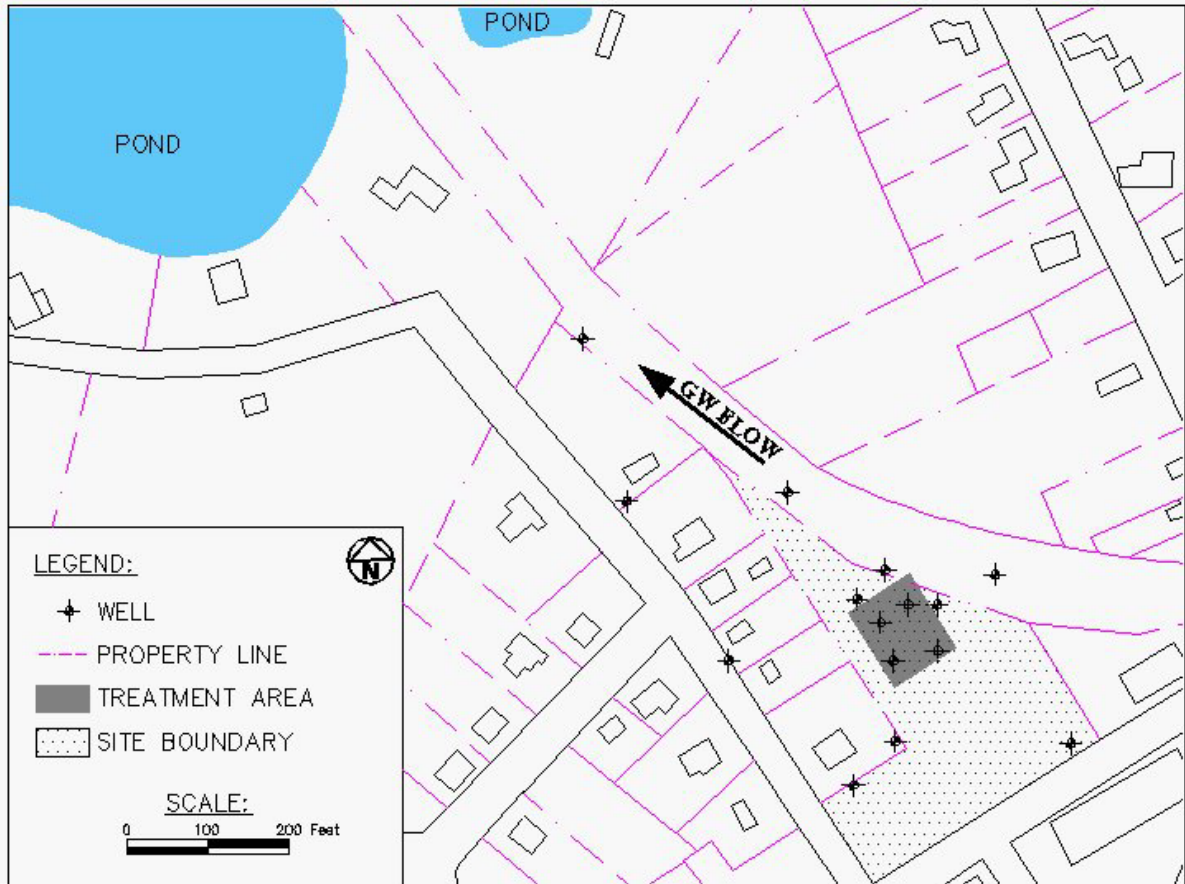 POND
POND
GW FLOW
LEGEND:
N
WELL
PROPERTY LINE
TREATMENT AREA
SITE BOUNDARY
SCALE:
0 100 200 Feet